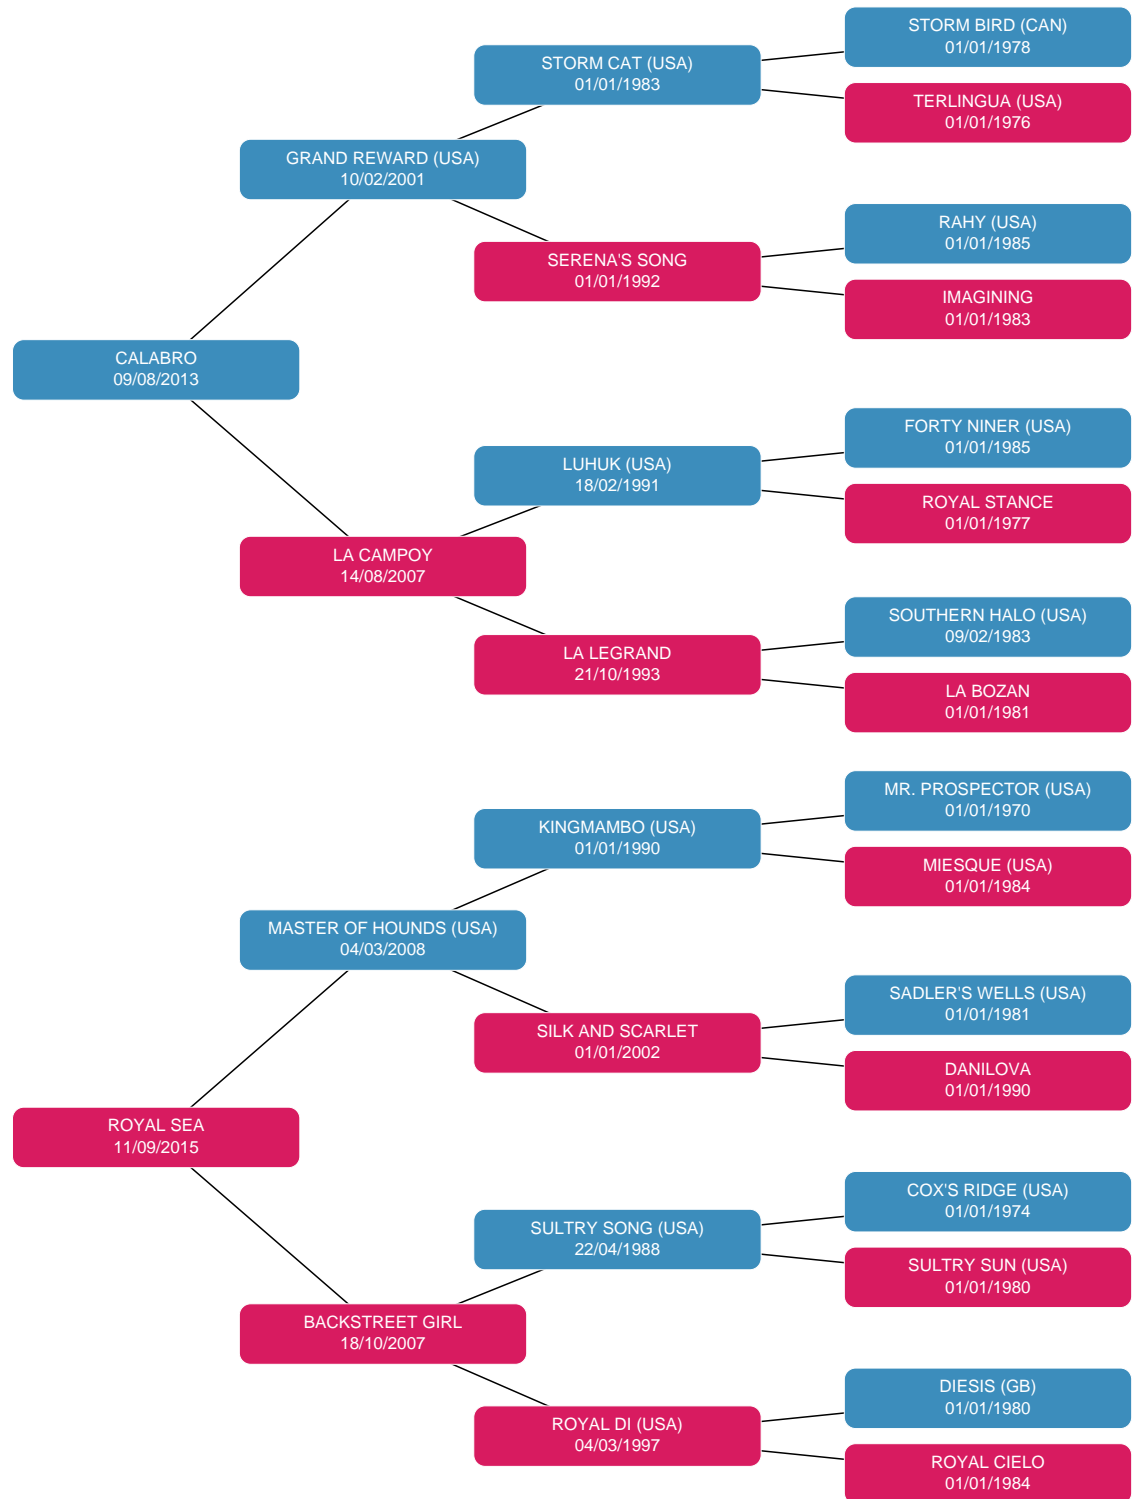 STORM BIRD (CAN)
01/01/1978
STORM CAT (USA)
01/01/1983
TERLINGUA (USA)
01/01/1976
GRAND REWARD (USA)
10/02/2001
RAHY (USA)
01/01/1985
SERENA'S SONG
01/01/1992
IMAGINING
01/01/1983
CALABRO
09/08/2013
FORTY NINER (USA)
01/01/1985
LUHUK (USA)
18/02/1991
ROYAL STANCE
01/01/1977
LA CAMPOY
14/08/2007
SOUTHERN HALO (USA)
09/02/1983
LA LEGRAND
21/10/1993
LA BOZAN
01/01/1981
MR. PROSPECTOR (USA)
01/01/1970
KINGMAMBO (USA)
01/01/1990
MIESQUE (USA)
01/01/1984
MASTER OF HOUNDS (USA)
04/03/2008
SADLER'S WELLS (USA)
01/01/1981
SILK AND SCARLET
01/01/2002
DANILOVA
01/01/1990
ROYAL SEA
11/09/2015
COX'S RIDGE (USA)
01/01/1974
SULTRY SONG (USA)
22/04/1988
SULTRY SUN (USA)
01/01/1980
BACKSTREET GIRL
18/10/2007
DIESIS (GB)
01/01/1980
ROYAL DI (USA)
04/03/1997
ROYAL CIELO
01/01/1984